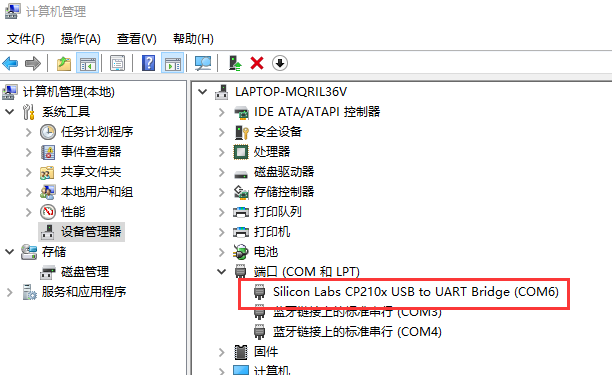 计算机管理
文件(F) 操作(A) 查看(V) 帮助(H)
计算机管理(本地)
系统工具
任务计划程序
事件查看器
共享文件夹
本地用户和组
性能
设备管理器
存储
磁盘管理
服务和应用程序
LAPTOP-MQRIL36V
IDE ATA/ATAPI 控制器
安全设备
处理器
磁盘驱动器
存储控制器
打印队列
打印机
电池
端口 (COM 和 LPT)
Silicon Labs CP210x USB to UART Bridge (COM6)
蓝牙链接上的标准串行 (COM3)
蓝牙链接上的标准串行 (COM4)
固件
计算机